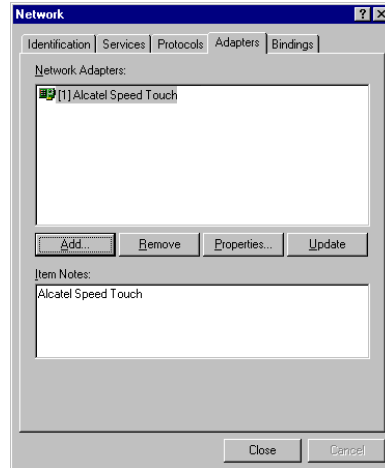 Network
Identification Services Protocols Adapters Bindings
Network Adapters:
[1] Alcatel Speed Touch
Add... Remove Properties... Update
Item Notes:
Alcatel Speed Touch
Close Cancel